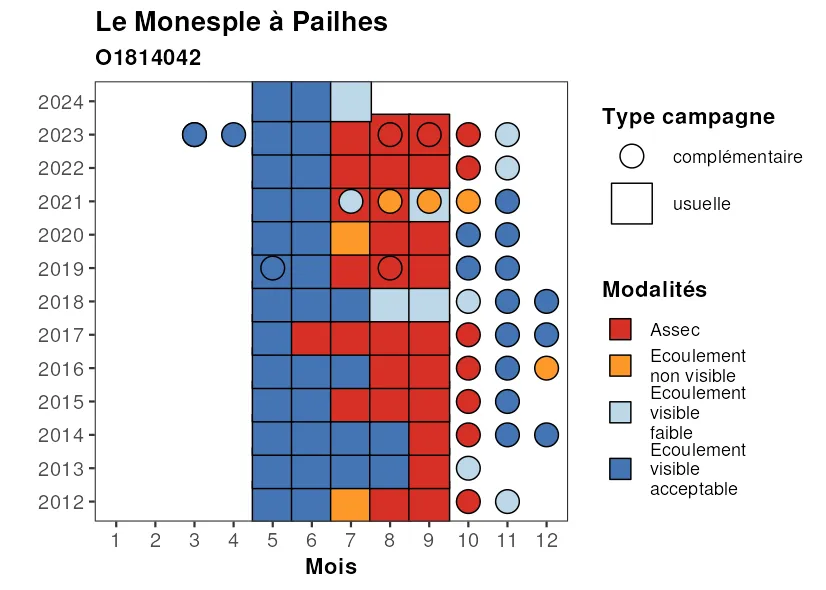 Le Monesple à Pailhes
O1814042
2024
2023
2022
2021
2020
2019
2018
2017
2016
2015
2014
2013
2012
1 2 3 4 5 6 7 8 9 10 11 12
Mois
Type campagne
complémentaire
usuelle
Modalités
Assec
Ecoulement
non visible
Ecoulement
visible
faible
Ecoulement
visible
acceptable